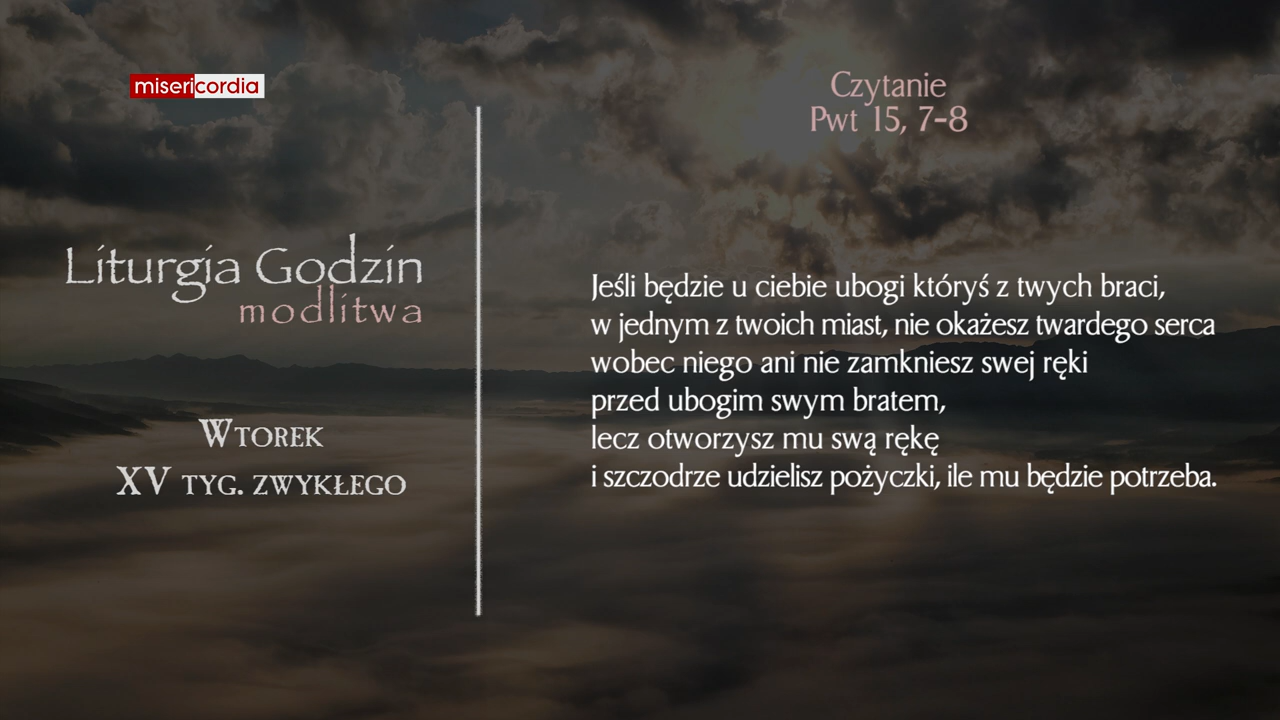 misericordia
Liturgia Godzin
modlitwa
Wtorek
XV tyg. zwykłego
Czytanie
Pwt 15, 7-8
Jeśli będzie u ciebie ubogi któryś z twych braci,
w jednym z twoich miast, nie okażesz twardego serca
wobec niego ani nie zamkniesz swej ręki
przed ubogim swym bratem,
lecz otworzysz mu swą rękę
i szczodrze udzielisz pożyczki, ile mu będzie potrzeba.